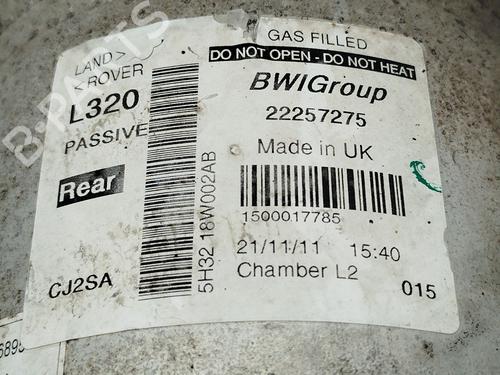 GAS FILLED
DO NOT OPEN - DO NOT HEAT
LAND>
<ROVER
L320
PASSIVE
Rear
CJ2SA
5H32 18W002AB
BWIGroup
22257275
Made in UK
1500017785
21/11/11 15:40
Chamber L2
015
6895
B-PARTS